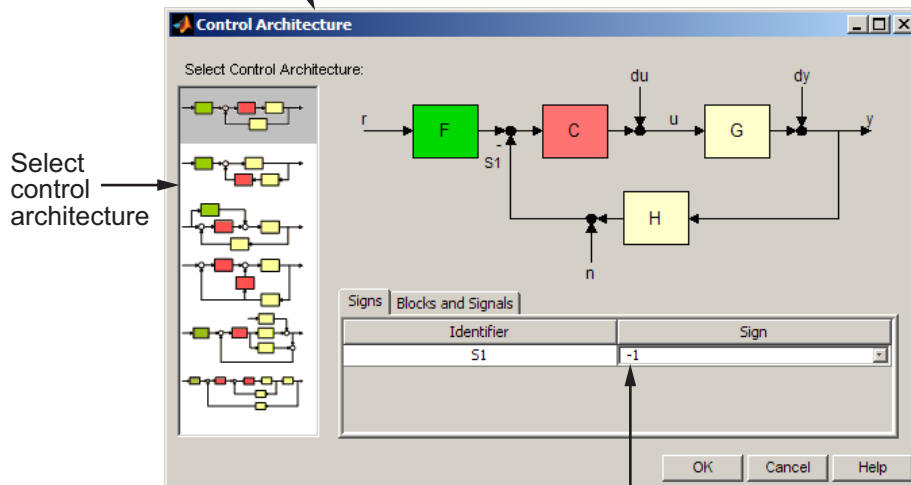 Control Architecture
Select Control Architecture:
Select
control
architecture
du
dy
r
F
C
u
G
y
-
S1
H
n
Signs
Blocks and Signals
Identifier
Sign
S1
-1
OK
Cancel
Help